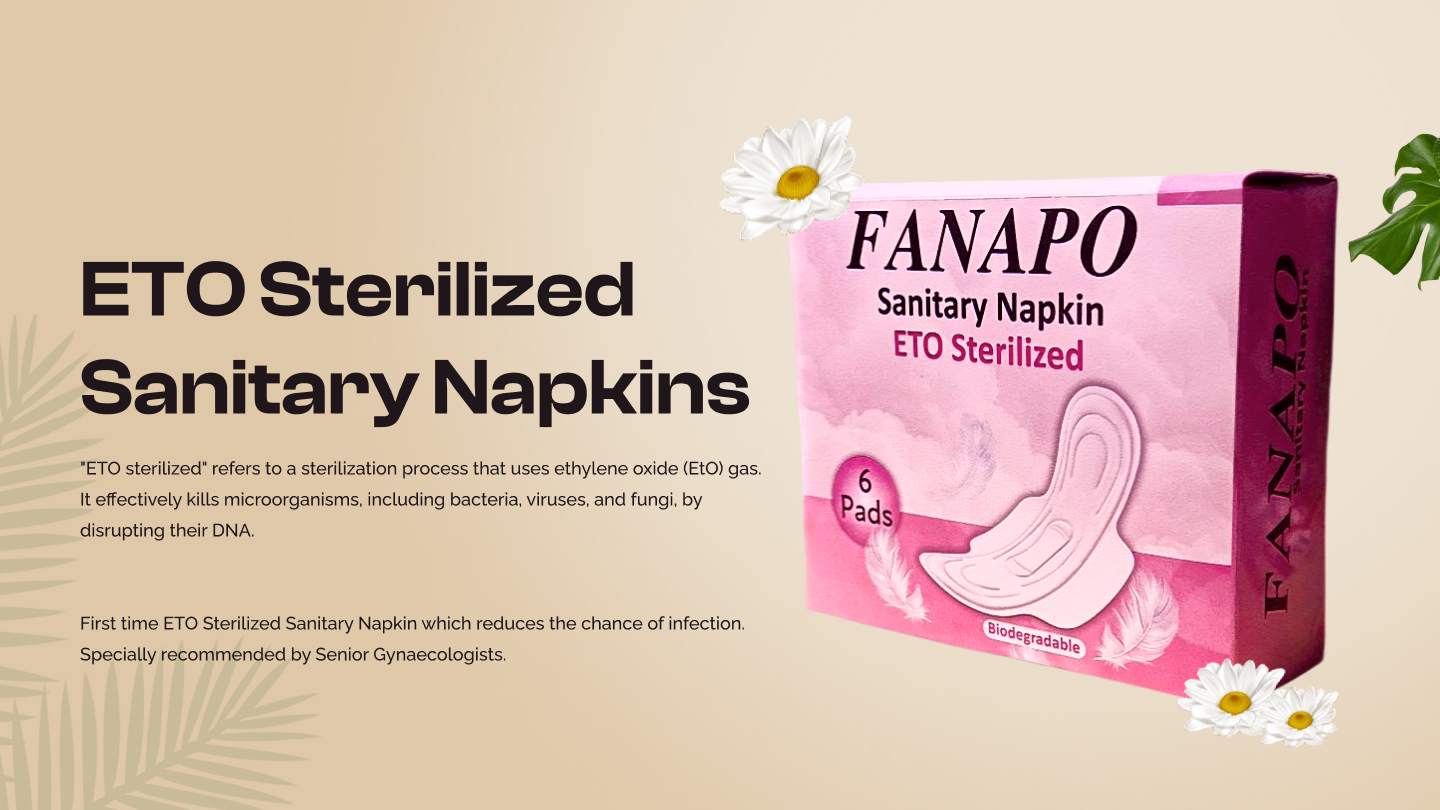 ETO Sterilized
Sanitary Napkins
"ETO sterilized" refers to a sterilization process that uses ethylene oxide (EtO) gas.
It effectively kills microorganisms, including bacteria, viruses, and fungi, by
disrupting their DNA.
First time ETO Sterilized Sanitary Napkin which reduces the chance of infection.
Specially recommended by Senior Gynaecologists.
FANAPO
Sanitary Napkin
ETO Sterilized
6
Pads
Biodegradable
FANAPO
Sanitary Napkin